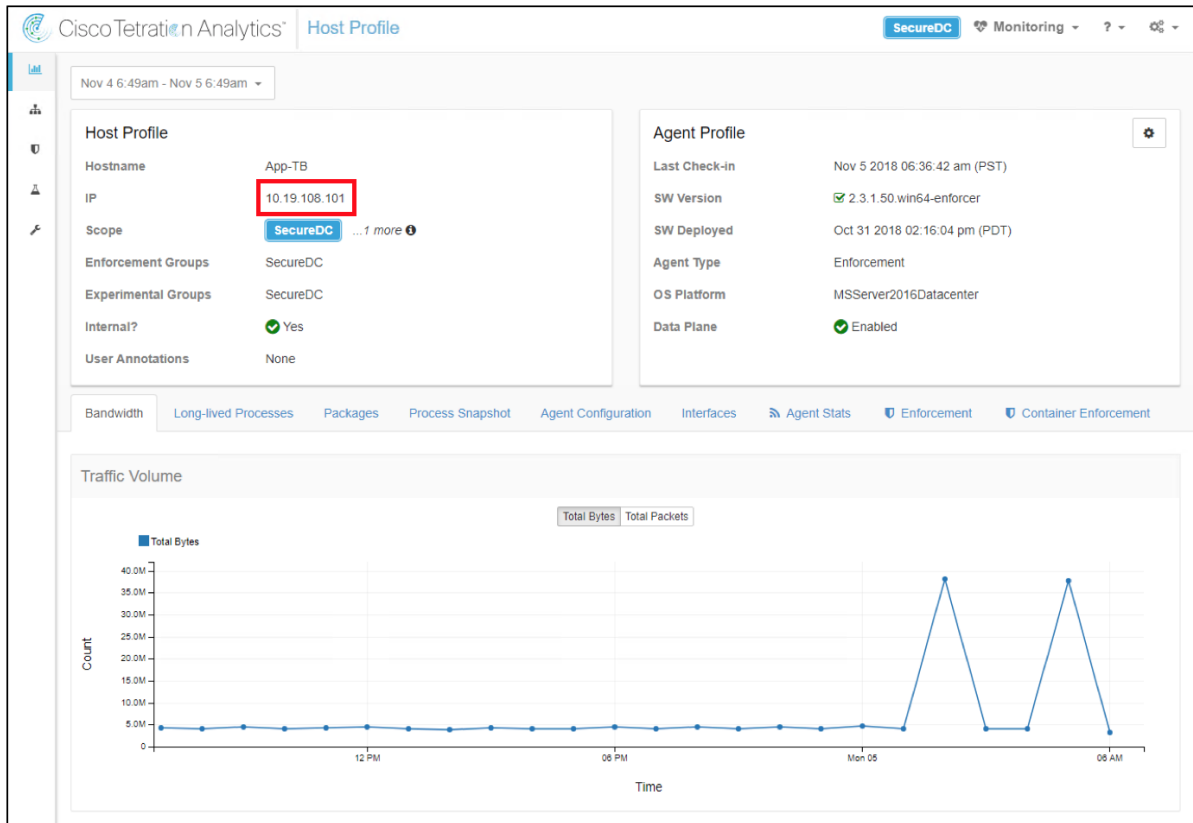 Cisco Tetration Analytics™ Host Profile SecureDC Monitoring ?
Nov 4 6:49am - Nov 5 6:49am
Host Profile
Hostname App-TB
IP 10.19.108.101
Scope SecureDC ...1 more
Enforcement Groups SecureDC
Experimental Groups SecureDC
Internal? Yes
User Annotations None
Agent Profile
Last Check-in Nov 5 2018 06:36:42 am (PST)
SW Version 2.3.1.50.win64-enforcer
SW Deployed Oct 31 2018 02:16:04 pm (PDT)
Agent Type Enforcement
OS Platform MSServer2016Datacenter
Data Plane Enabled
Bandwidth Long-lived Processes Packages Process Snapshot Agent Configuration Interfaces Agent Stats Enforcement Container Enforcement
Traffic Volume
Total Bytes Total Packets
Total Bytes
40.0M
35.0M
30.0M
25.0M
20.0M
15.0M
10.0M
5.0M
0
Count
12 PM 06 PM Mon 05 06 AM
Time